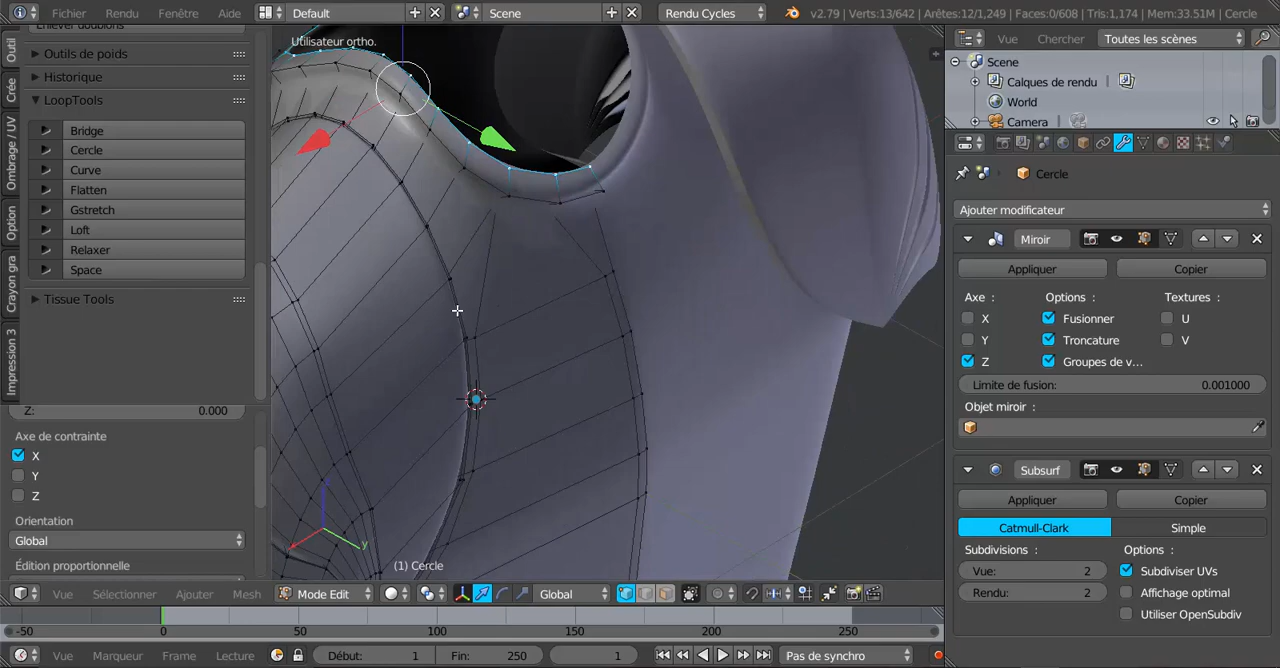 Fichier Rendu Fenêtre Aide Default Scene Rendu Cycles v2.79 | Verts:13/642 | Arêtes:12/1,249 | Faces:0/608 | Tris:1,174 | Mem:33.51M | Cercle
Enlever doublons
Outils de poids
Historique
LoopTools
Bridge
Cercle
Curve
Flatten
Gstretch
Loft
Relaxer
Space
Tissue Tools
Outil
Crée
Ombrage / UV
Option
Crayon gra
Impression 3
Z: 0.000
Axe de contrainte
X
Y
Z
Orientation
Global
Édition proportionnelle
Utilisateur ortho.
z
y
(1) Cercle
Vue Sélectionner Ajouter Mesh Mode Edit Global
-50 0 50 100 150 200 250
Vue Marqueur Frame Lecture Début: 1 Fin: 250 1 Pas de synchro
Vue Chercher Toutes les scènes
Scene
Calques de rendu
World
Camera
Cercle
Ajouter modificateur
Miroir
Appliquer Copier
Axe : Options : Textures :
X Fusionner U
Y Troncature V
Z Groupes de v...
Limite de fusion: 0.001000
Objet miroir :
Subsurf
Appliquer Copier
Catmull-Clark Simple
Subdivisions : Options :
Vue: 2 Subdiviser UVs
Rendu: 2 Affichage optimal
Utiliser OpenSubdiv